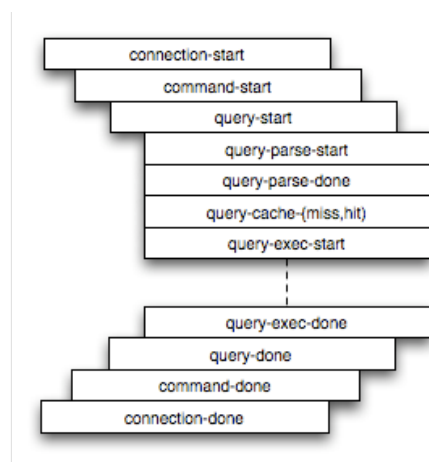 connection-start
command-start
query-start
query-parse-start
query-parse-done
query-cache-(miss,hit)
query-exec-start
query-exec-done
query-done
command-done
connection-done